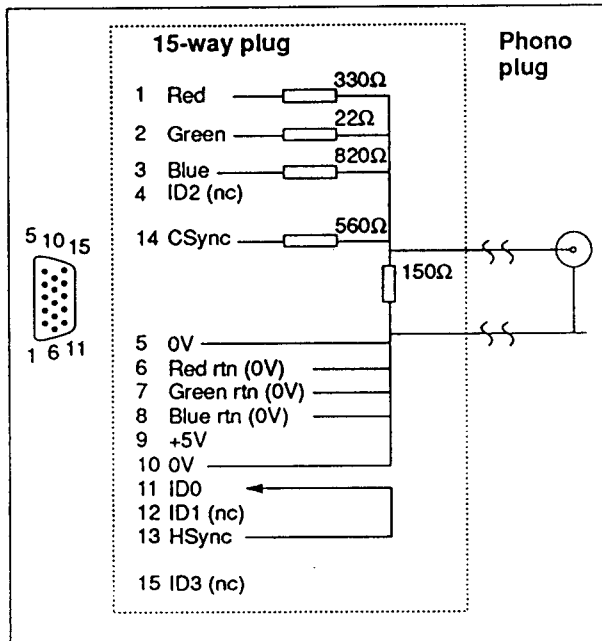 15-way plug
Phono
plug
1 Red 330Ω
2 Green 22Ω
3 Blue 820Ω
4 ID2 (nc)
14 CSync 560Ω
5 10 15
150Ω
1 6 11
5 0V
6 Red rtn (0V)
7 Green rtn (0V)
8 Blue rtn (0V)
9 +5V
10 0V
11 ID0
12 ID1 (nc)
13 HSync
15 ID3 (nc)